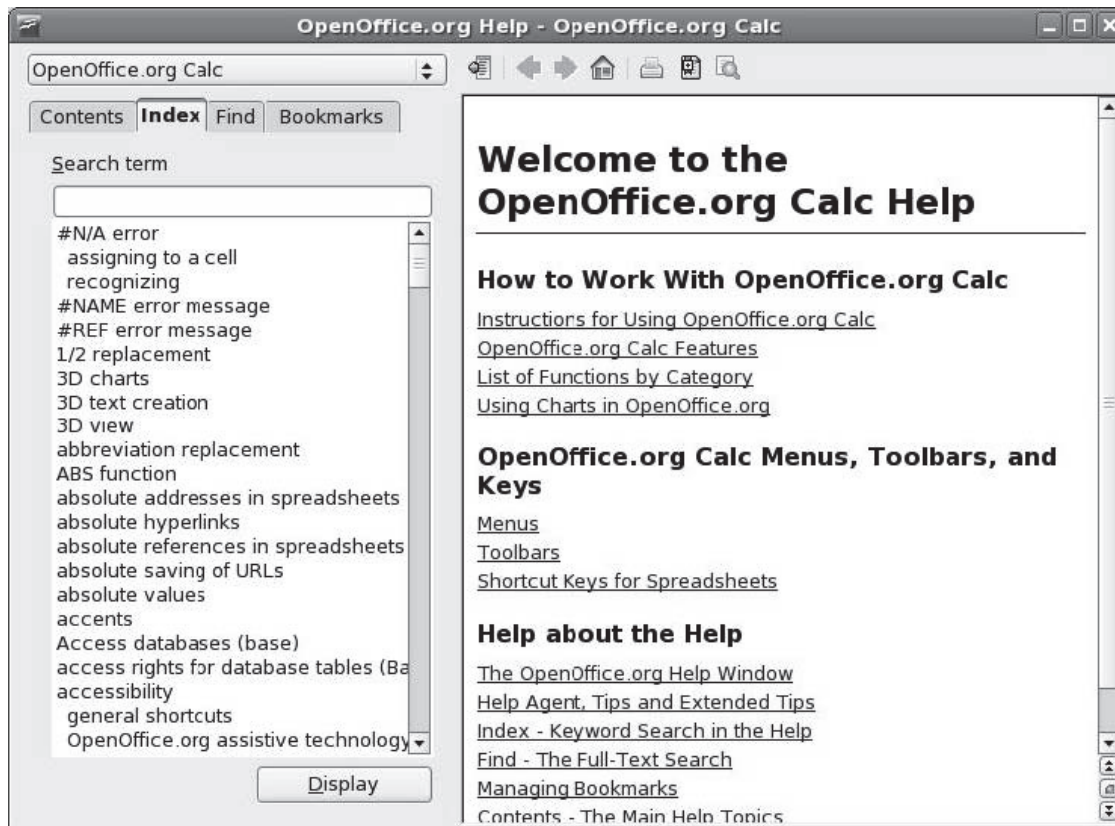 OpenOffice.org Help - OpenOffice.org Calc
OpenOffice.org Calc
Contents Index Find Bookmarks
Search term
#N/A error
assigning to a cell
recognizing
#NAME error message
#REF error message
1/2 replacement
3D charts
3D text creation
3D view
abbreviation replacement
ABS function
absolute addresses in spreadsheets
absolute hyperlinks
absolute references in spreadsheets
absolute saving of URLs
absolute values
accents
Access databases (base)
access rights for database tables (Ba
accessibility
general shortcuts
OpenOffice.org assistive technology
Display
Welcome to the
OpenOffice.org Calc Help
How to Work With OpenOffice.org Calc
Instructions for Using OpenOffice.org Calc
OpenOffice.org Calc Features
List of Functions by Category
Using Charts in OpenOffice.org
OpenOffice.org Calc Menus, Toolbars, and
Keys
Menus
Toolbars
Shortcut Keys for Spreadsheets
Help about the Help
The OpenOffice.org Help Window
Help Agent, Tips and Extended Tips
Index - Keyword Search in the Help
Find - The Full-Text Search
Managing Bookmarks
Contents - The Main Help Topics